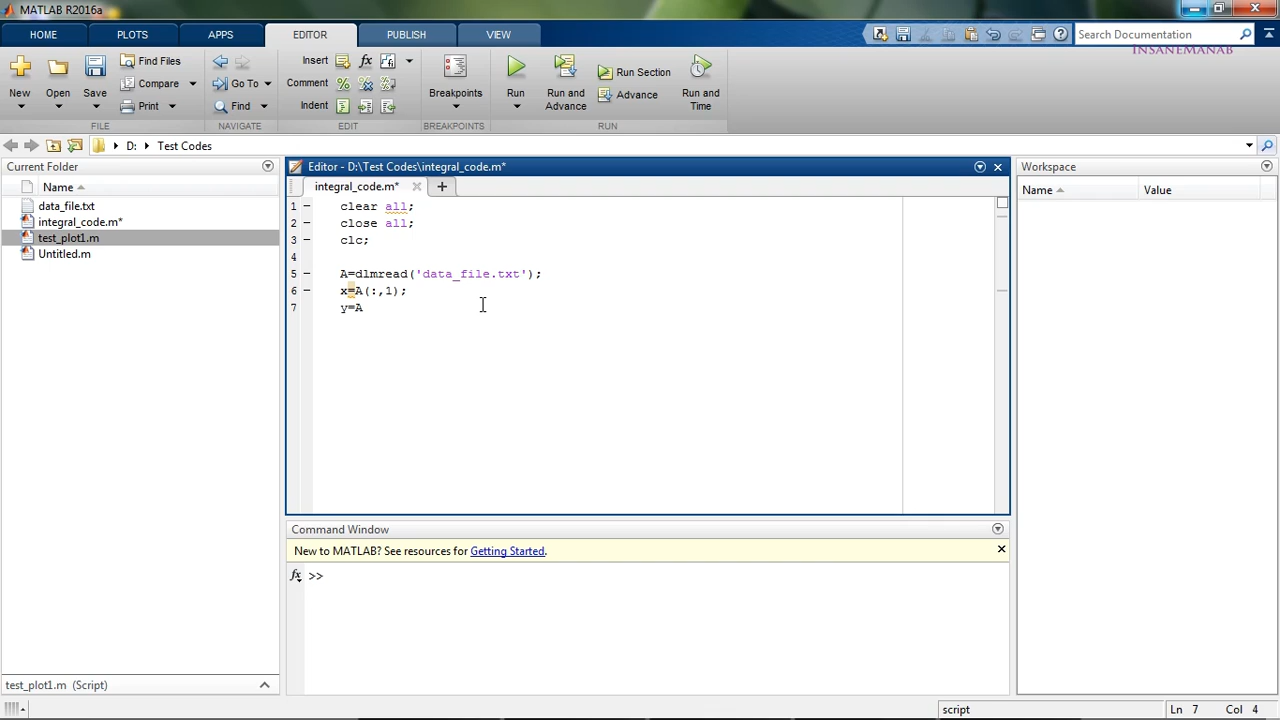 MATLAB R2016a
HOME PLOTS APPS EDITOR PUBLISH VIEW
Search Documentation
INSANEMANAB
New Open Save
Find Files
Compare
Print
FILE
Go To
Find
NAVIGATE
Insert
Comment
Indent
EDIT
Breakpoints
BREAKPOINTS
Run
Run and Advance
Run Section
Advance
Run and Time
RUN
D: Test Codes
Current Folder
Name
data_file.txt
integral_code.m*
test_plot1.m
Untitled.m
test_plot1.m (Script)
Editor - D:\Test Codes\integral_code.m*
integral_code.m*
1 clear all;
2 close all;
3 clc;
4
5 A=dlmread('data_file.txt');
6 x=A(:,1);
7 y=A
Command Window
New to MATLAB? See resources for Getting Started.
fx >>
Workspace
Name Value
script Ln 7 Col 4